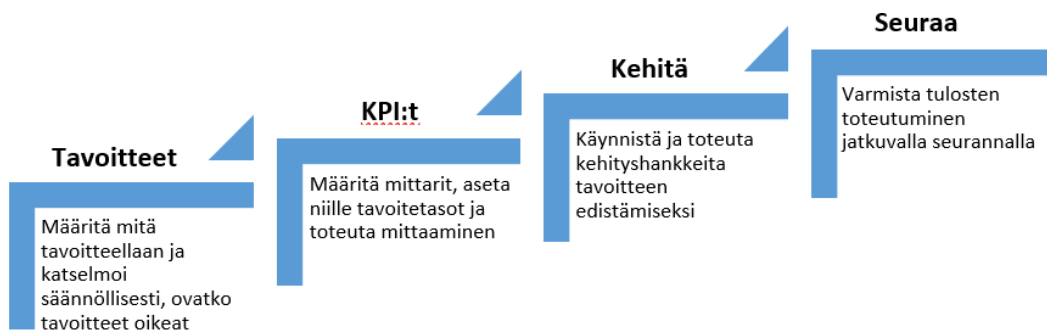 Tavoitteet
Määritä mitä
tavoitteellaan ja
katselmoi
säännöllisesti, ovatko
tavoitteet oikeat
KPI:t
Määritä mittarit, aseta
niille tavoitetasot ja
toteuta mittaaminen
Kehitä
Käynnistä ja toteuta
kehityshankkeita
tavoitteen
edistämiseksi
Seuraa
Varmista tulosten
toteutuminen
jatkuvalla seurannalla